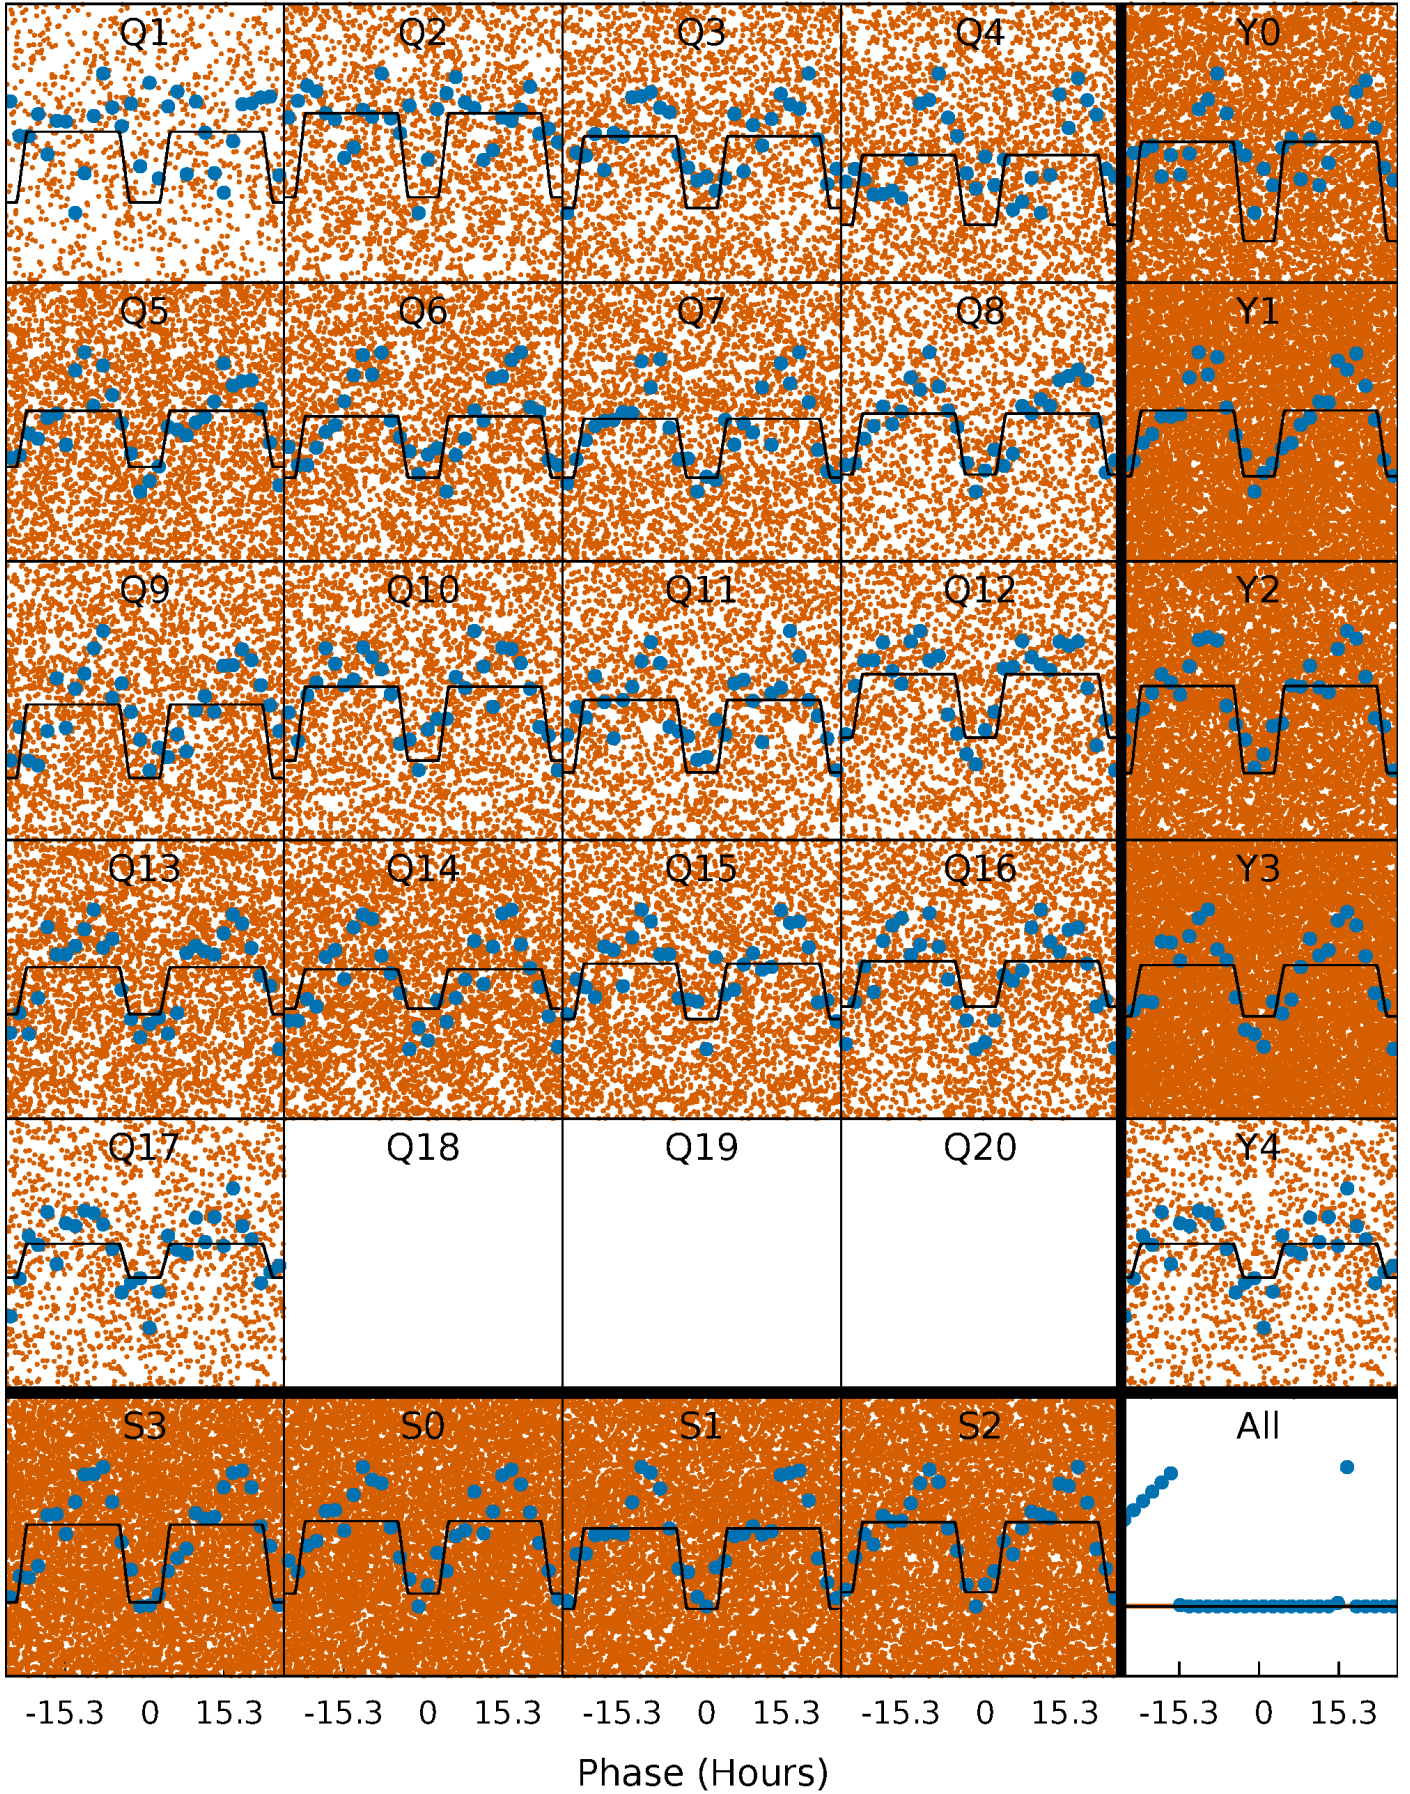 Q1 Q2 Q3 Q4 Y0
Q5 Q6 Q7 Q8 Y1
Q9 Q10 Q11 Q12 Y2
Q13 Q14 Q15 Q16 Y3
Q17 Q18 Q19 Q20 Y4
S3 S0 S1 S2 All
-15.3 0 15.3 -15.3 0 15.3 -15.3 0 15.3 -15.3 0 15.3 -15.3 0 15.3
Phase (Hours)